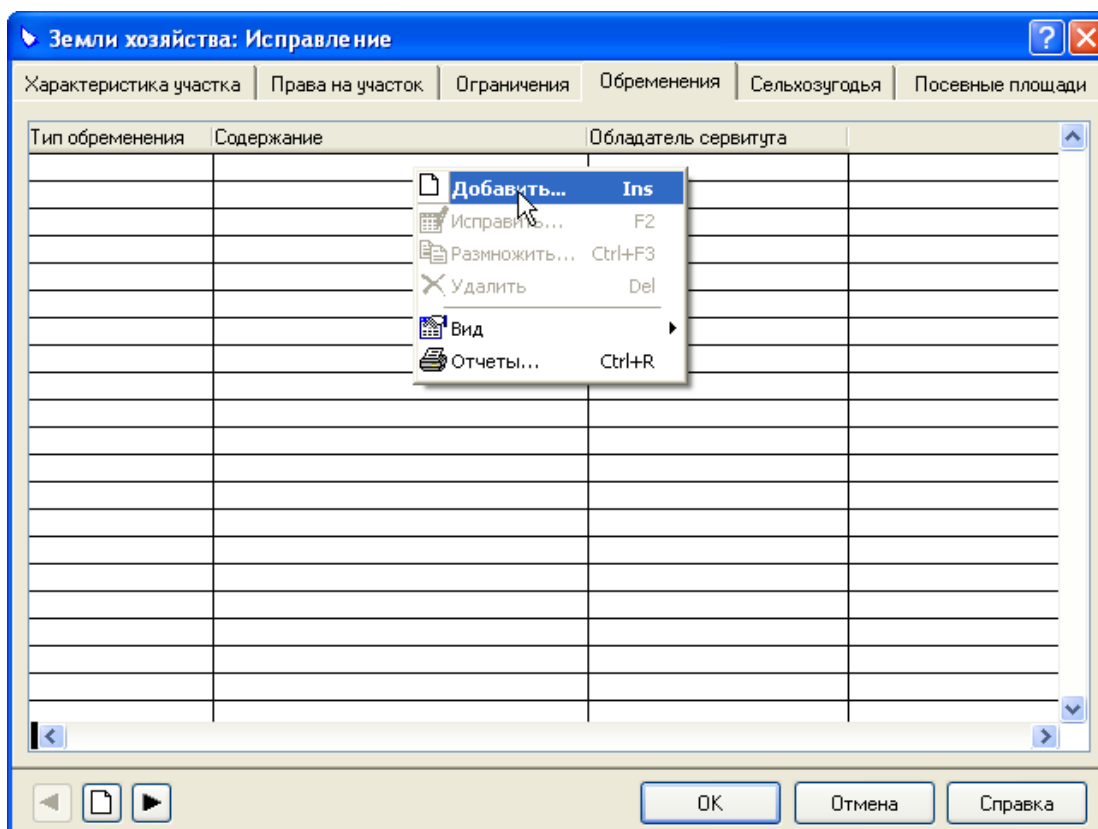 Земли хозяйства: Исправление
Характеристика участка Права на участок Ограничения Обременения Сельхозугодья Посевные площади
Тип обременения Содержание Обладатель сервитута
Добавить... Ins
Исправить... F2
Размножить... Ctrl+F3
Удалить Del
Вид
Отчеты... Ctrl+R
OK Отмена Справка